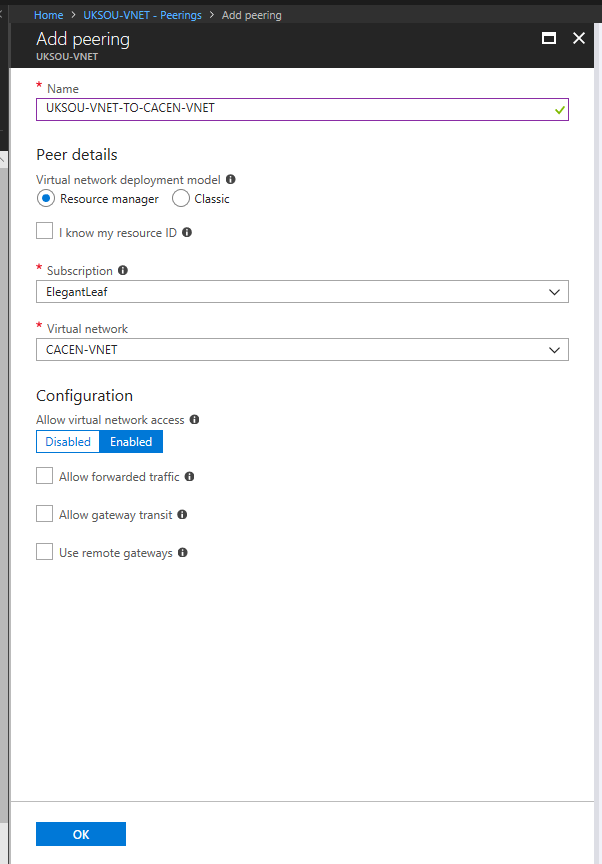 Home > UKSOU-VNET - Peerings > Add peering
Add peering
UKSOU-VNET
* Name
UKSOU-VNET-TO-CACEN-VNET
Peer details
Virtual network deployment model
Resource manager Classic
I know my resource ID
* Subscription
ElegantLeaf
* Virtual network
CACEN-VNET
Configuration
Allow virtual network access
Disabled Enabled
Allow forwarded traffic
Allow gateway transit
Use remote gateways
OK